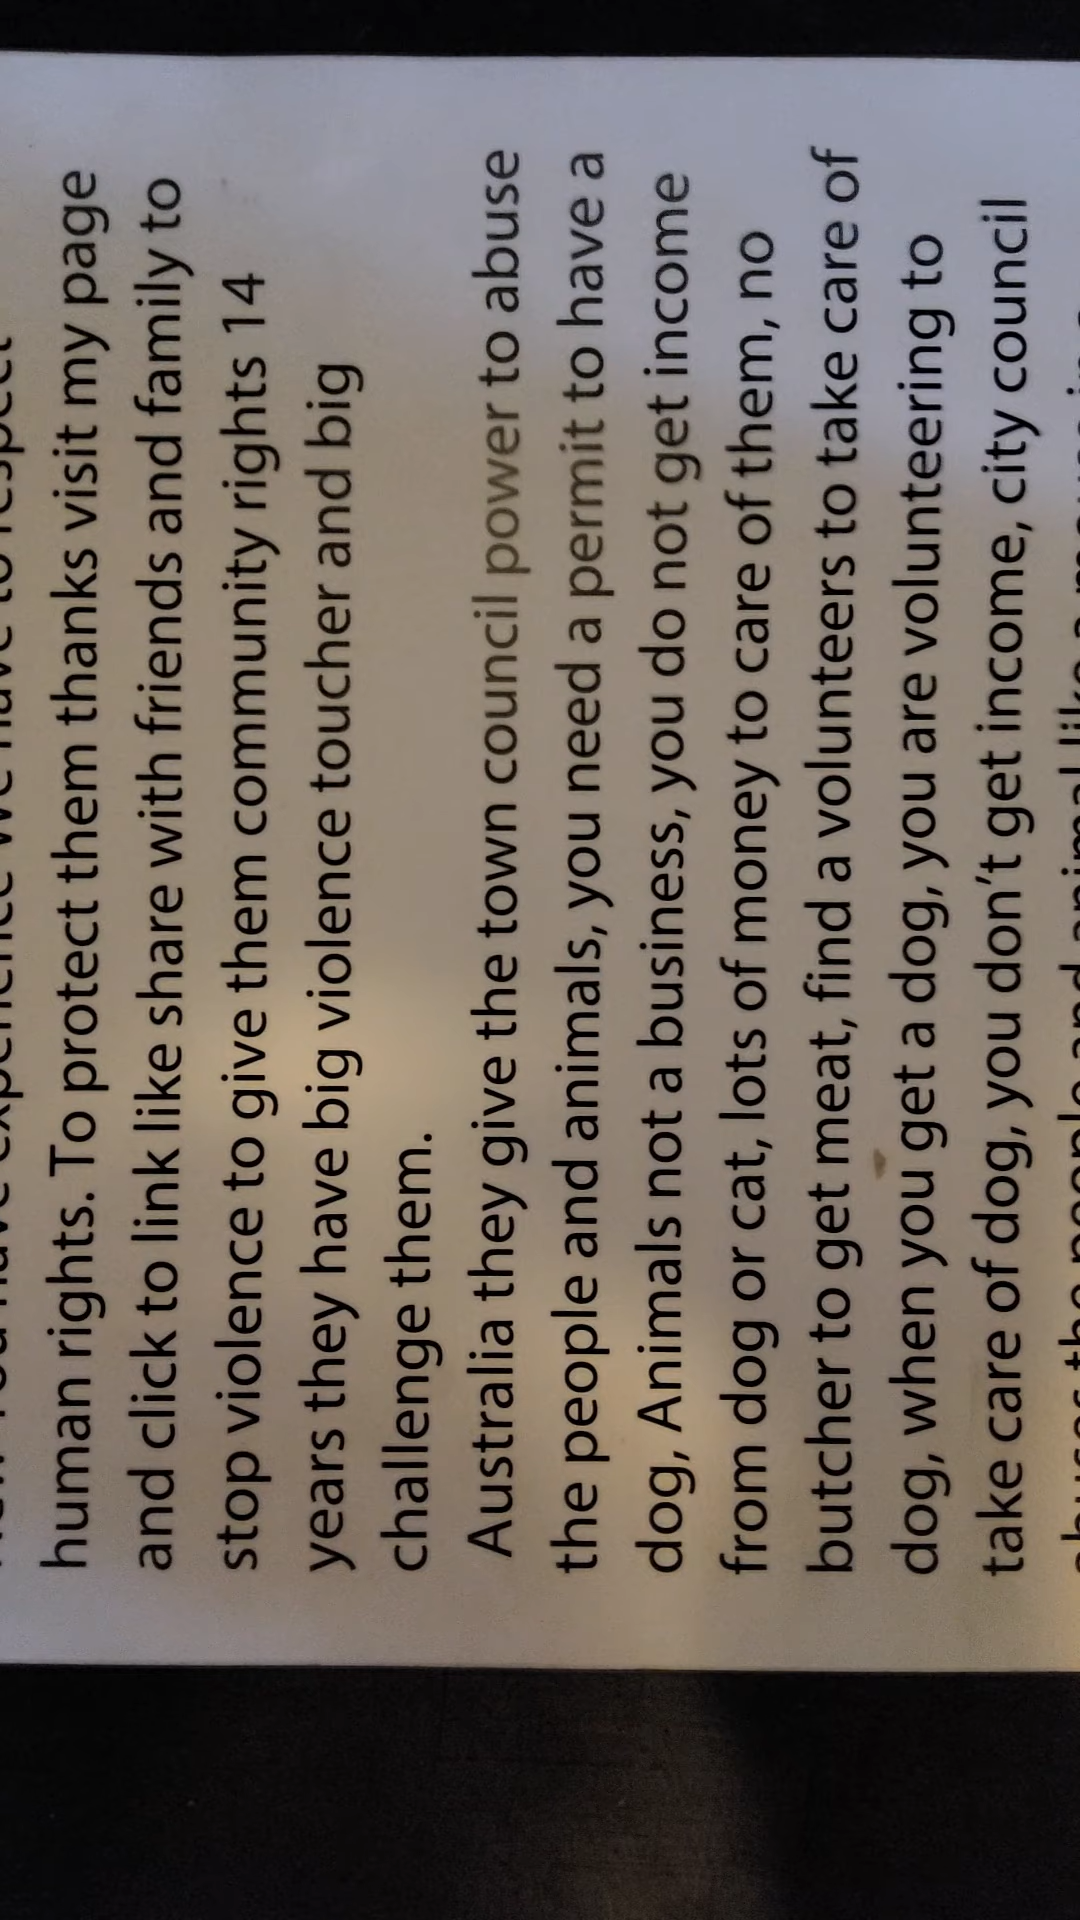 human rights. To protect them thanks visit my page
and click to link like share with friends and family to
stop violence to give them community rights 14
years they have big violence toucher and big
challenge them.
Australia they give the town council power to abuse
the people and animals, you need a permit to have a
dog, Animals not a business, you do not get income
from dog or cat, lots of money to care of them, no
butcher to get meat, find a volunteers to take care of
dog, when you get a dog, you are volunteering to
take care of dog, you don't get income, city council